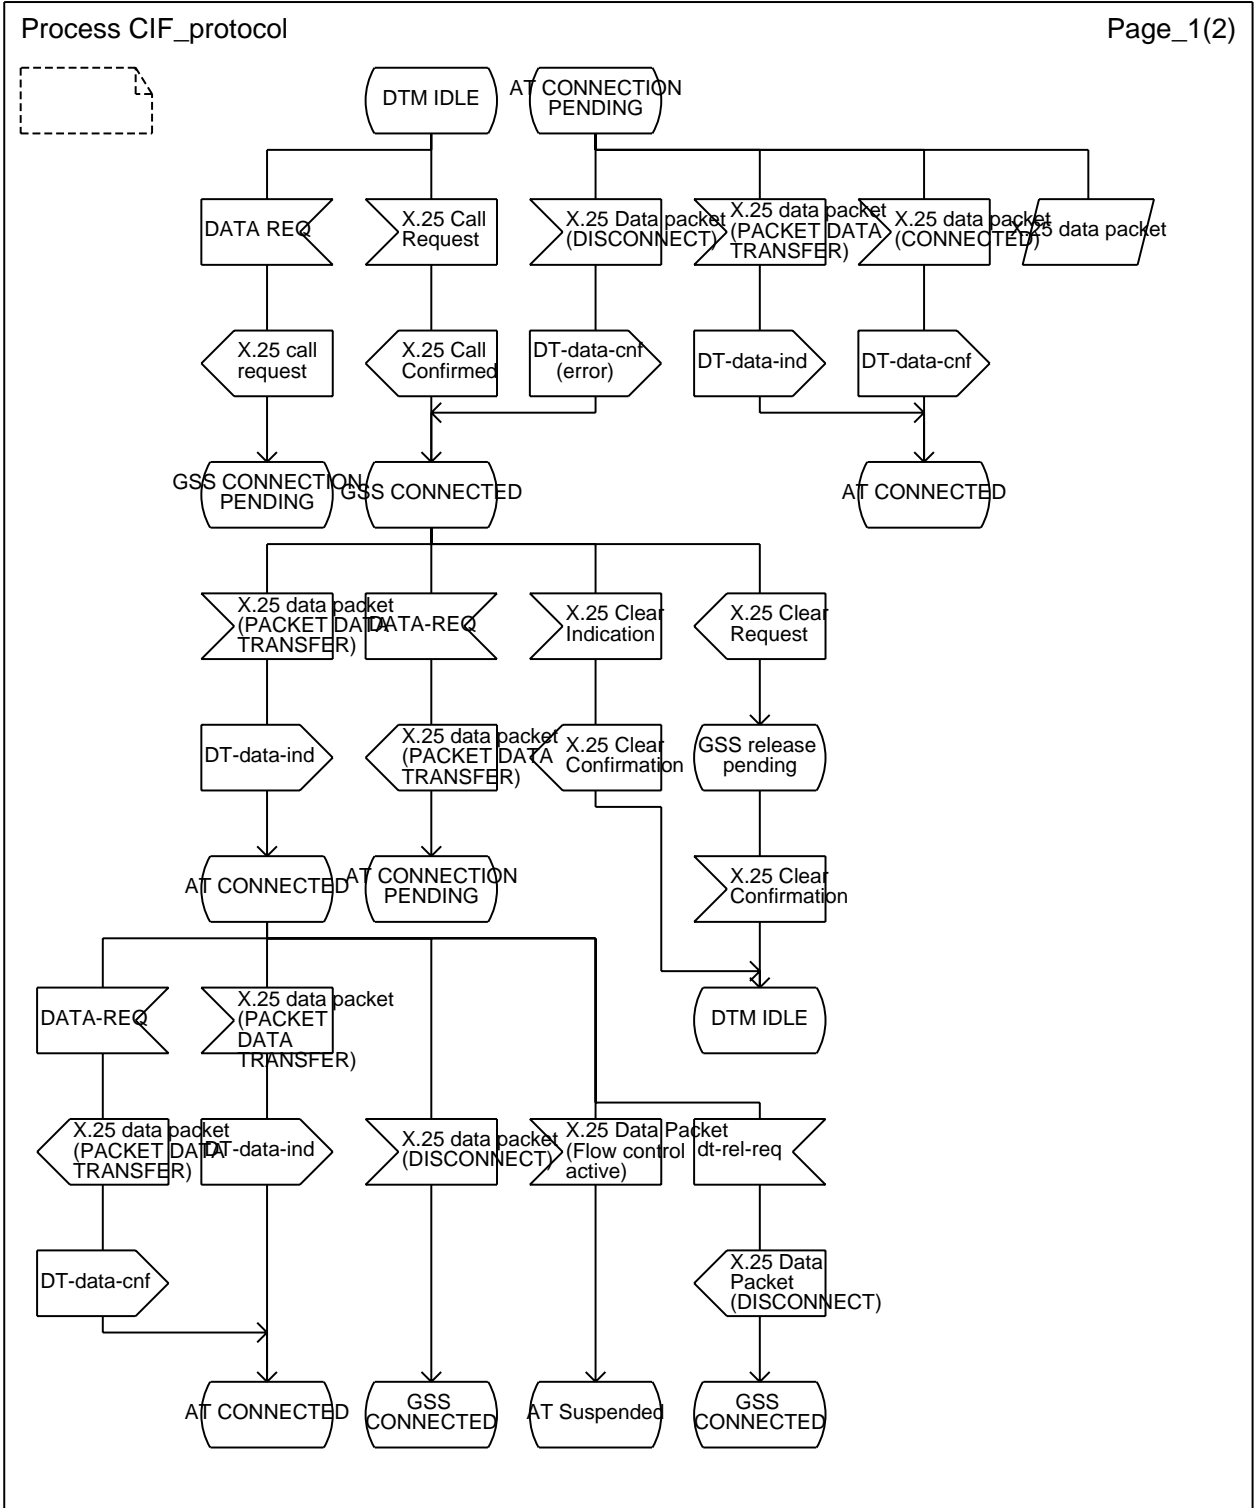 Process CIF_protocol
Page_1(2)
DTM IDLE
AT CONNECTION
PENDING
DATA REQ
X.25 Call
Request
X.25 Data packet
(DISCONNECT)
X.25 data packet
(PACKET DATA
TRANSFER)
X.25 data packet
(CONNECTED)
X.25 data packet
X.25 call
request
X.25 Call
Confirmed
DT-data-cnf
(error)
DT-data-ind
DT-data-cnf
GSS CONNECTION
PENDING
GSS CONNECTED
AT CONNECTED
X.25 data packet
(PACKET DATA
TRANSFER)
DATA-REQ
X.25 Clear
Indication
X.25 Clear
Request
DT-data-ind
X.25 data packet
(PACKET DATA
TRANSFER)
X.25 Clear
Confirmation
GSS release
pending
AT CONNECTED
AT CONNECTION
PENDING
X.25 Clear
Confirmation
DATA-REQ
X.25 data packet
(PACKET
DATA
TRANSFER)
DTM IDLE
X.25 data packet
(PACKET DATA
TRANSFER)
DT-data-ind
X.25 data packet
(DISCONNECT)
X.25 Data Packet
(Flow control
active)
dt-rel-req
DT-data-cnf
X.25 Data
Packet
(DISCONNECT)
AT CONNECTED
GSS
CONNECTED
AT Suspended
GSS
CONNECTED